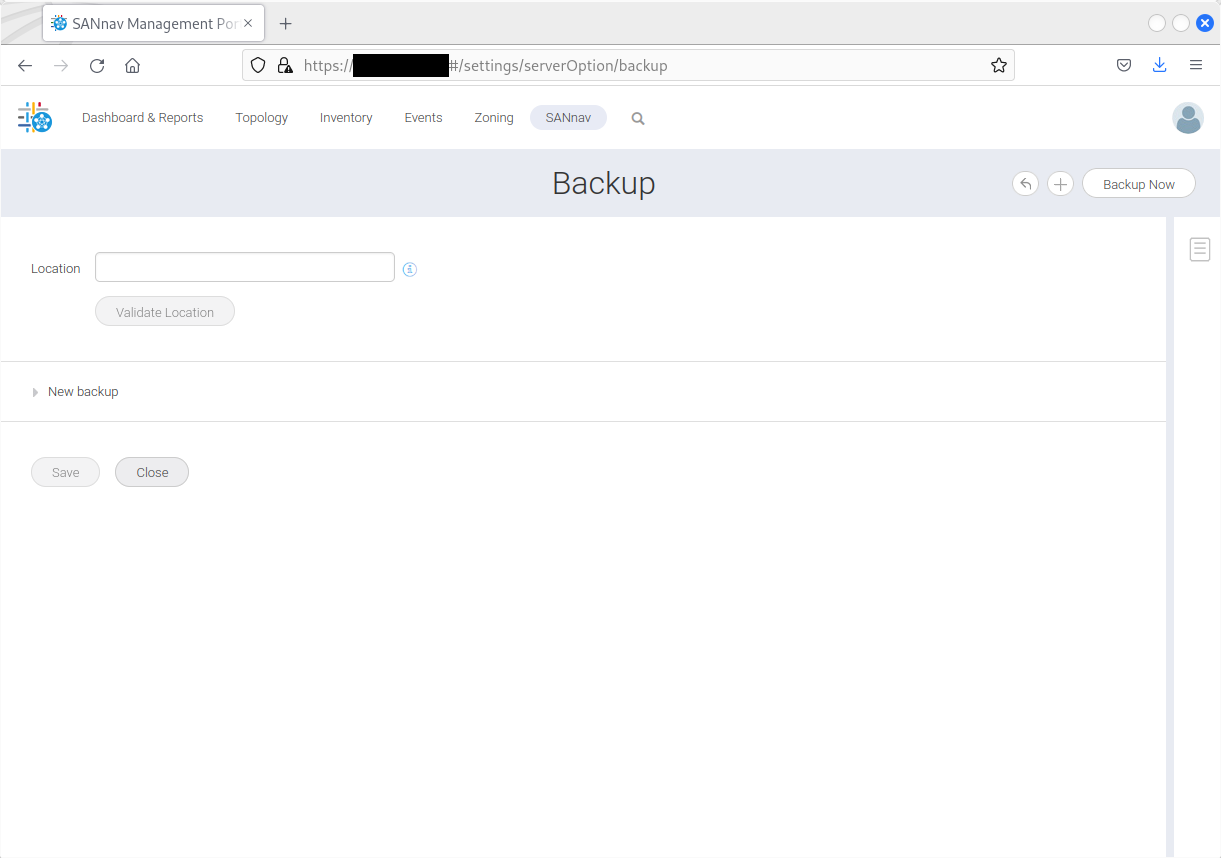 SANnav Management Por
https:// #/settings/serverOption/backup
Dashboard & Reports Topology Inventory Events Zoning SANnav
Backup
Backup Now
Location
Validate Location
New backup
Save Close